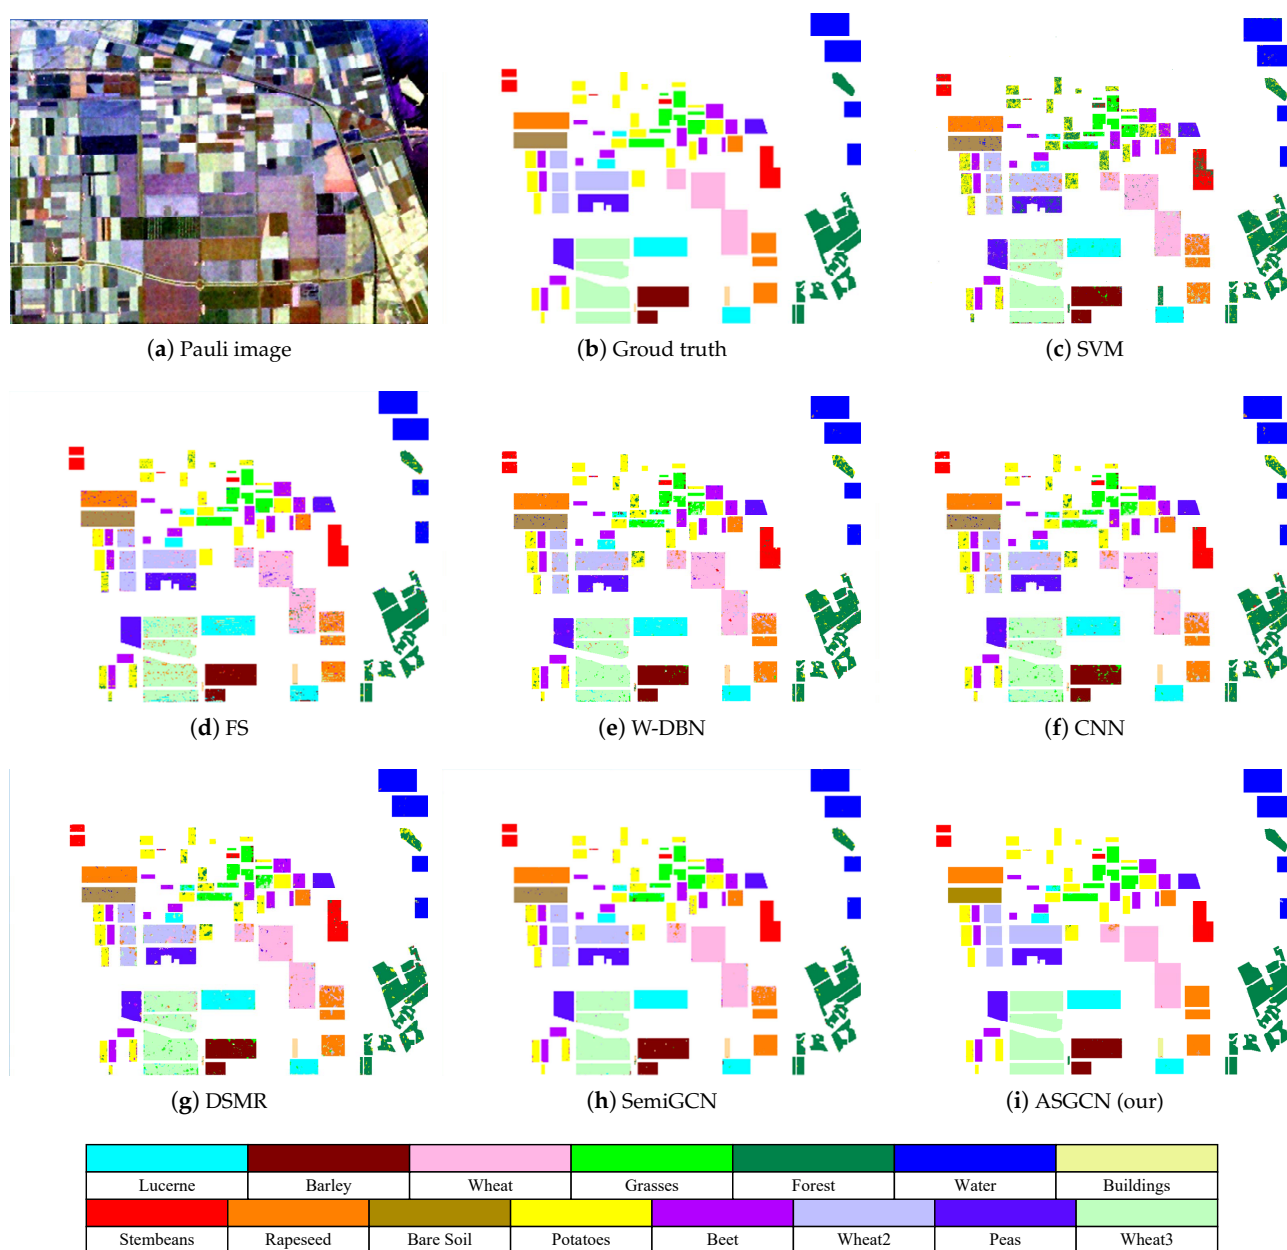 (a) Pauli image
(b) Groud truth
(c) SVM
(d) FS
(e) W-DBN
(f) CNN
(g) DSMR
(h) SemiGCN
(i) ASGCN (our)
Lucerne Barley Wheat Grasses Forest Water Buildings
Stembeans Rapeseed Bare Soil Potatoes Beet Wheat2 Peas Wheat3